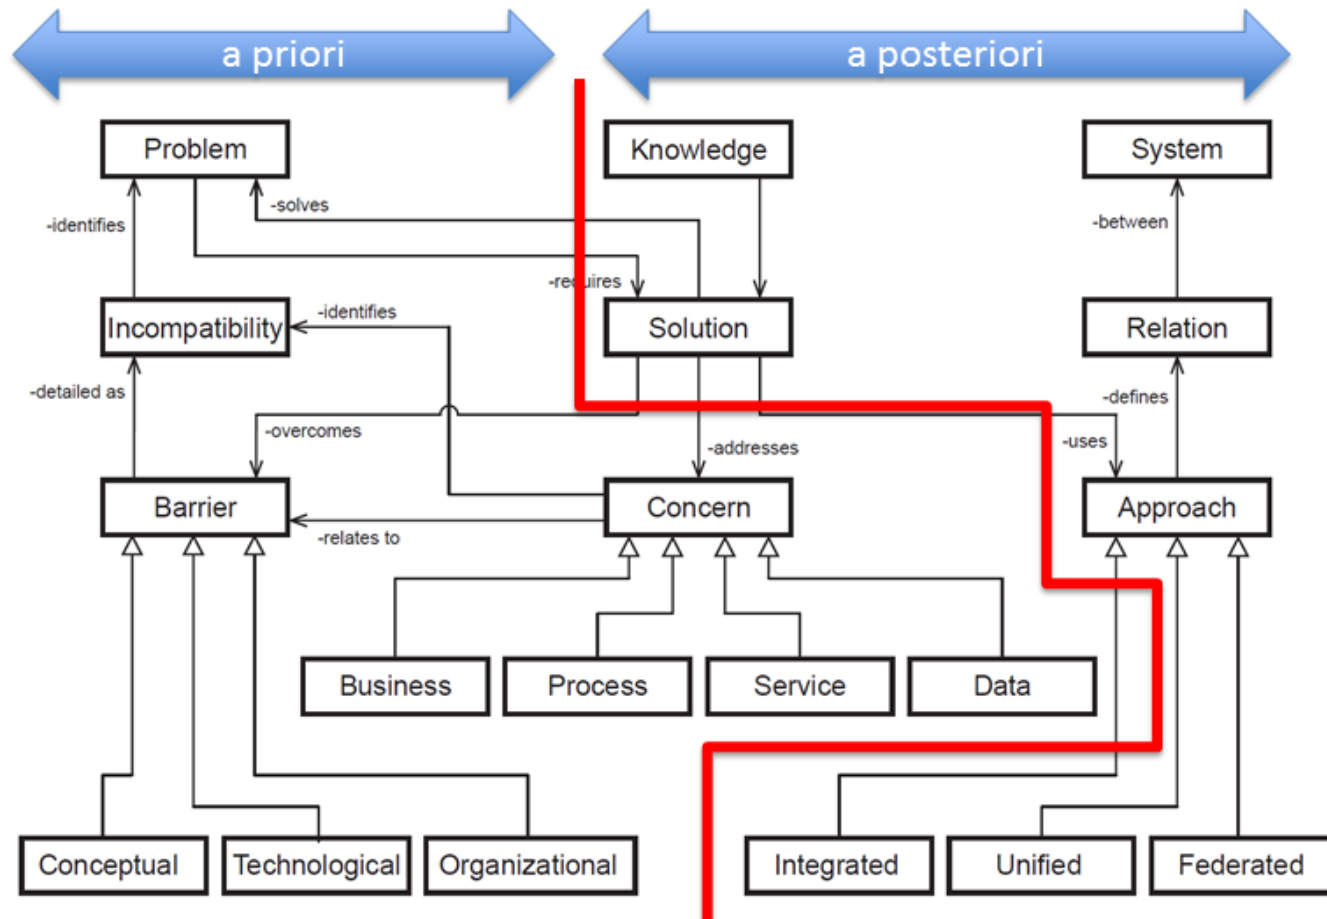 a priori
a posteriori
Problem
Knowledge
System
-solves
-identifies
-between
-requires
-identifies
Incompatibility
Solution
Relation
-detailed as
-defines
-overcomes
-addresses
-uses
Barrier
Concern
Approach
-relates to
Business
Process
Service
Data
Conceptual
Technological
Organizational
Integrated
Unified
Federated